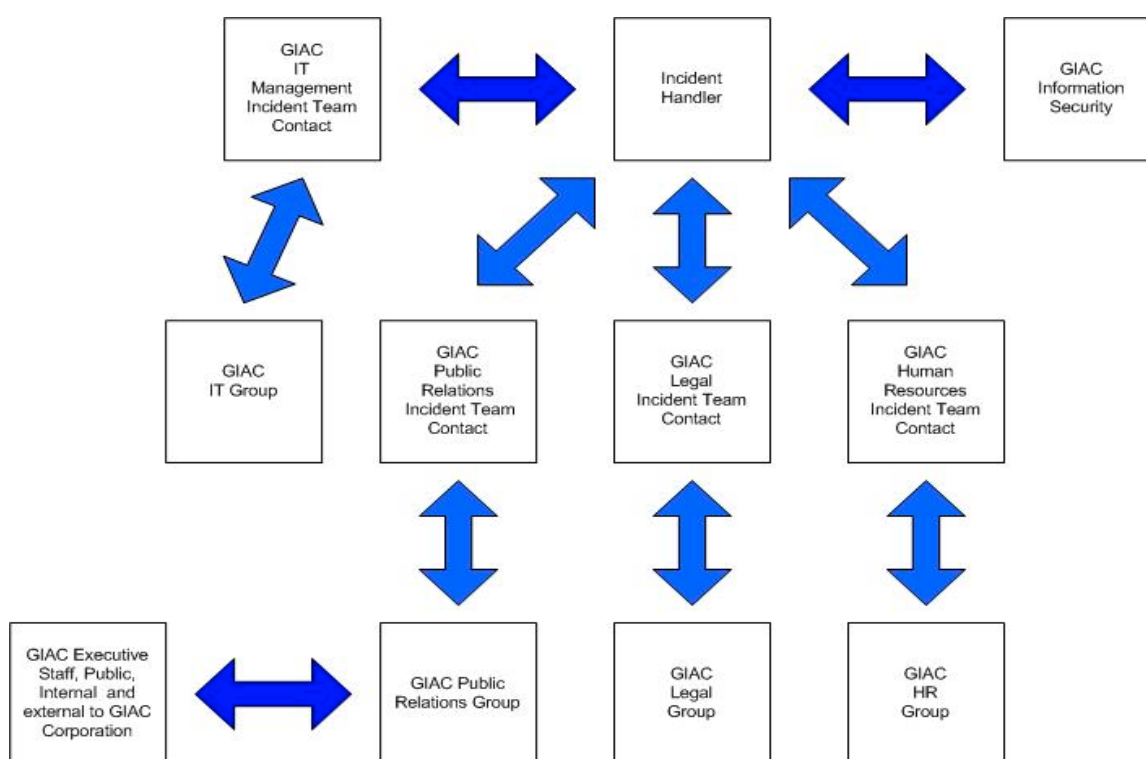 GIAC
IT
Management
Incident Team
Contact
Incident
Handler
GIAC
Information
Security
GIAC
IT Group
GIAC
Public
Relations
Incident Team
Contact
GIAC
Legal
Incident Team
Contact
GIAC
Human
Resources
Incident Team
Contact
GIAC Executive
Staff, Public,
Internal and
external to GIAC
Corporation
GIAC Public
Relations Group
GIAC
Legal
Group
GIAC
HR
Group